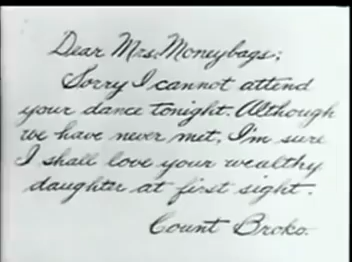 Dear Mrs. Moneybags:
Sorry I cannot attend
your dance tonight. Although
we have never met, I'm sure
I shall love your wealthy
daughter at first sight.
Count Broko.